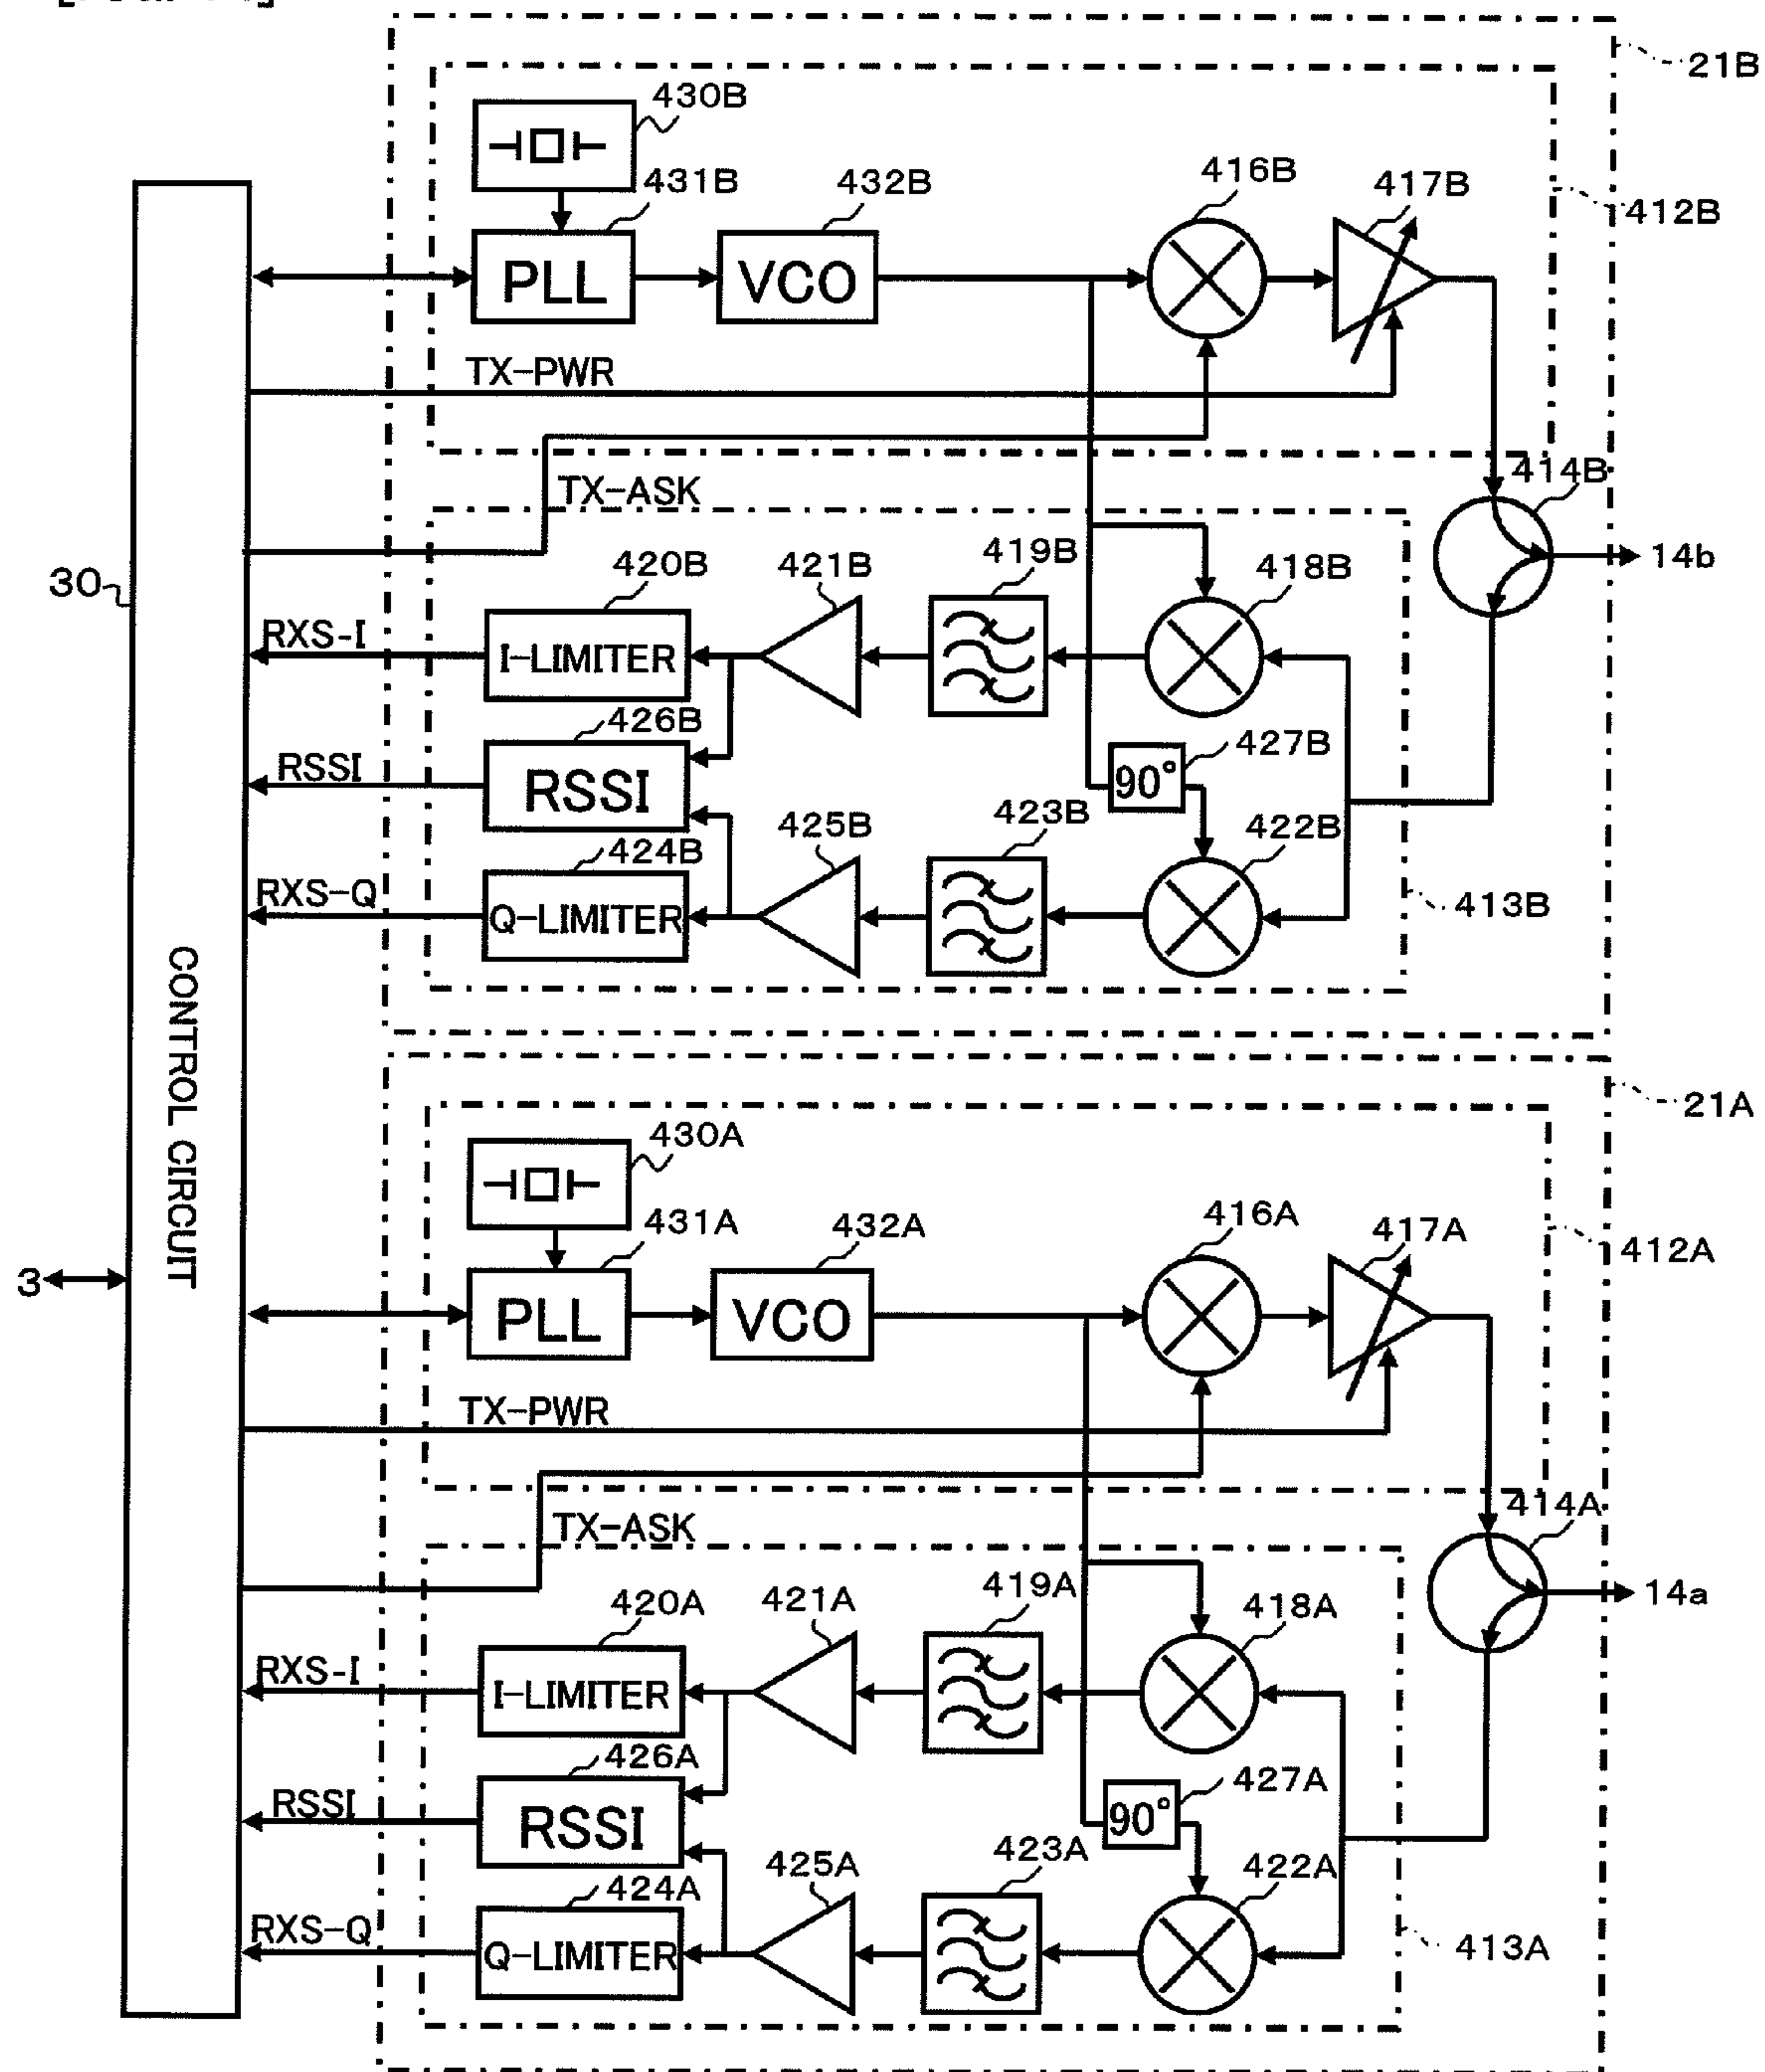 21B
430B
431B
432B
416B
417B
412B
PLL
VCO
TX-PWR
414B
TX-ASK
14b
30
420B
421B
419B
418B
RXS-I
I-LIMITER
426B
427B
RSSI
RSSI
90°
425B
423B
422B
424B
RXS-Q
Q-LIMITER
413B
CONTROL CIRCUIT
21A
430A
431A
432A
416A
417A
412A
3
PLL
VCO
TX-PWR
414A
TX-ASK
14a
420A
421A
419A
418A
RXS-I
I-LIMITER
426A
427A
RSSI
RSSI
90°
425A
423A
422A
424A
RXS-Q
Q-LIMITER
413A